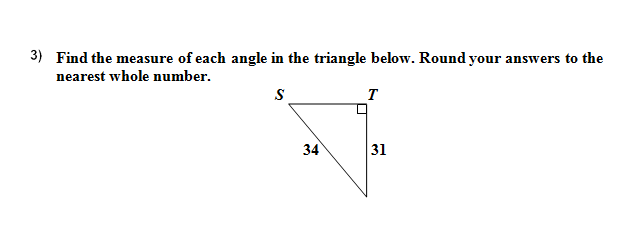 3) Find the measure of each angle in the triangle below. Round your answers to the
nearest whole number.
S T
34 31